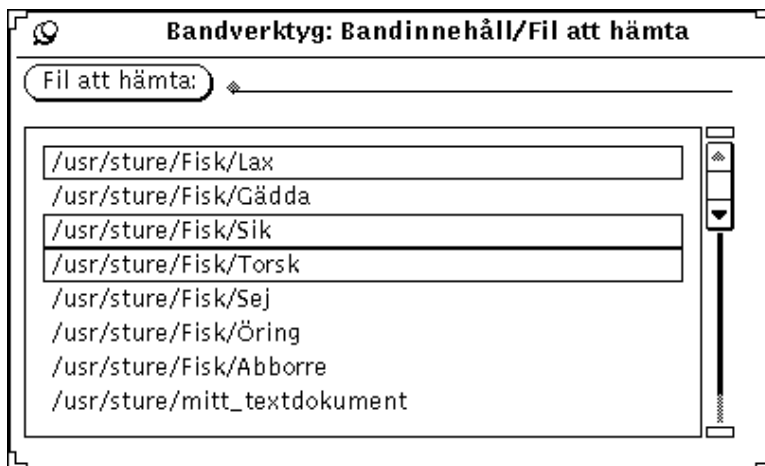 Bandverktyg: Bandinnehåll/Fil att hämta
Fil att hämta:
/usr/sture/Fisk/Lax
/usr/sture/Fisk/Gädda
/usr/sture/Fisk/Sik
/usr/sture/Fisk/Torsk
/usr/sture/Fisk/Sej
/usr/sture/Fisk/Öring
/usr/sture/Fisk/Abborre
/usr/sture/mitt_textdokument